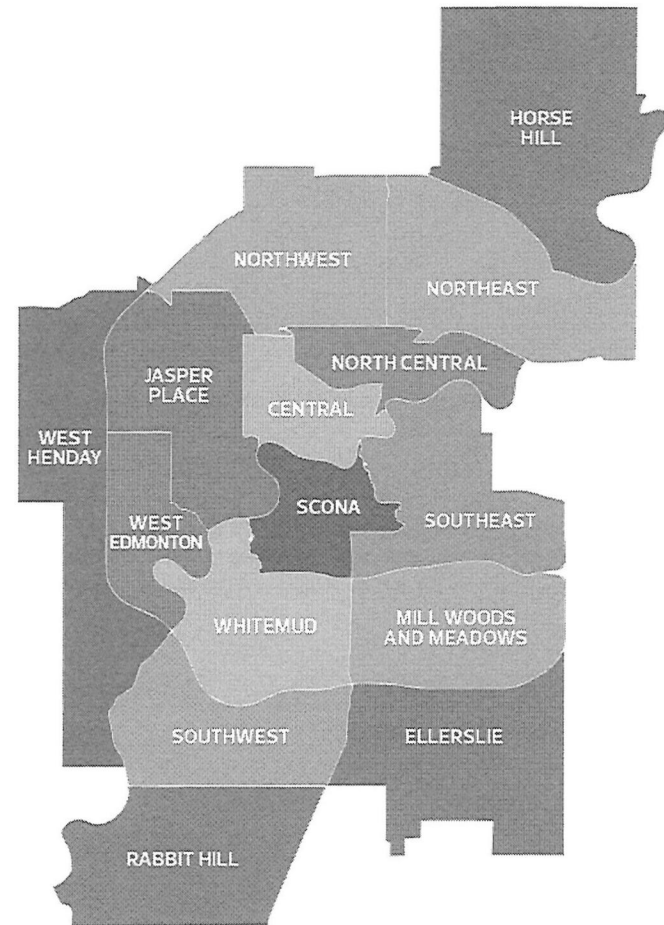 HORSE
HILL
NORTHWEST
NORTHEAST
NORTH CENTRAL
JASPER
PLACE
CENTRAL
WEST
HENDAY
SCONA
WEST
EDMONTON
SOUTHEAST
WHITEMUD
MILL WOODS
AND MEADOWS
SOUTHWEST
ELLERSLIE
RABBIT HILL